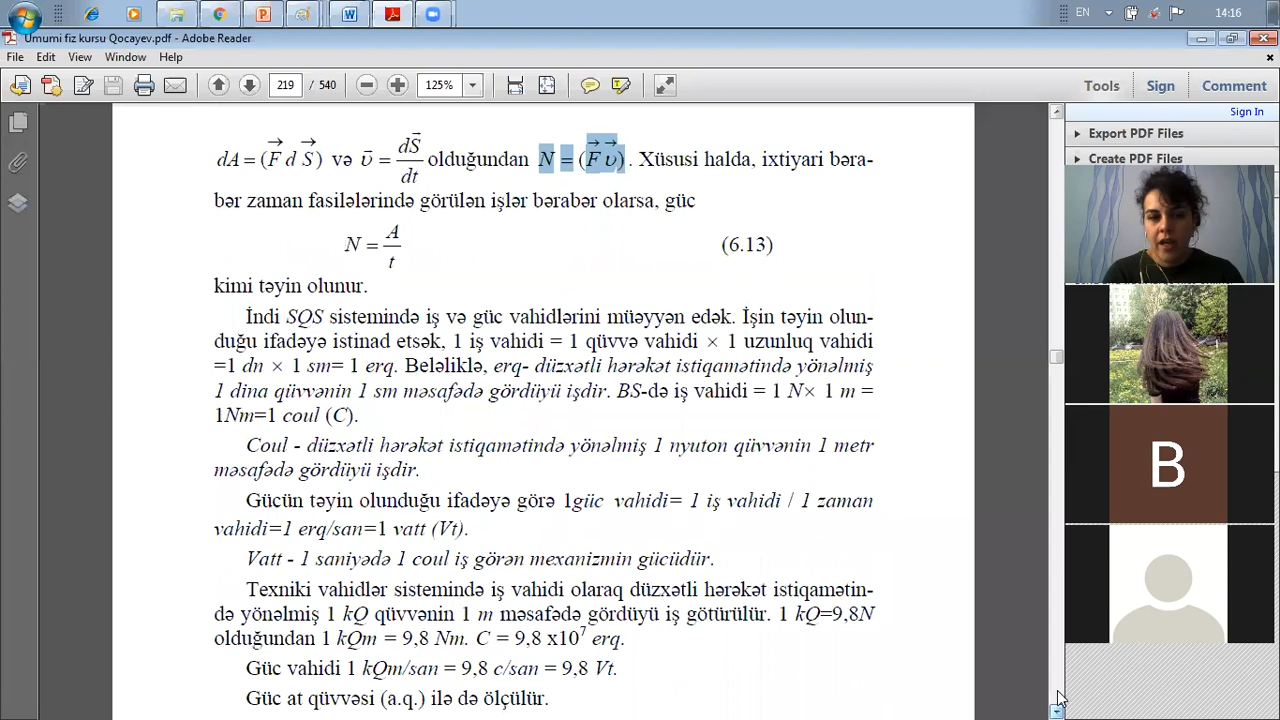 EN 14:16
Umumi fiz kursu Qocayev.pdf - Adobe Reader
File Edit View Window Help
219 / 540 125% Tools Sign Comment
Sign In
Export PDF Files
Create PDF Files
dA = (F⃗ d S⃗) və υ⃗ = dS⃗/dt olduğundan N = (F⃗ υ⃗). Xüsusi halda, ixtiyari bəra-
bər zaman fasilələrində görülən işlər bərabər olarsa, güc
N = A/t (6.13)
kimi təyin olunur.
İndi SQS sistemində iş və güc vahidlərini müəyyən edək. İşin təyin olun-
duğu ifadəyə istinad etsək, 1 iş vahidi = 1 qüvvə vahidi × 1 uzunluq vahidi
=1 dn × 1 sm= 1 erq. Beləliklə, erq- düzxətli hərəkət istiqamətində yönəlmiş
1 dina qüvvənin 1 sm məsafədə gördüyü işdir. BS-də iş vahidi = 1 N× 1 m =
1Nm=1 coul (C).
Coul - düzxətli hərəkət istiqamətində yönəlmiş 1 nyuton qüvvənin 1 metr
məsafədə gördüyü işdir.
Gücün təyin olunduğu ifadəyə görə 1güc vahidi= 1 iş vahidi / 1 zaman
vahidi=1 erq/san=1 vatt (Vt).
Vatt - 1 saniyədə 1 coul iş görən mexanizmin gücüdür.
Texniki vahidlər sistemində iş vahidi olaraq düzxətli hərəkət istiqamətin-
də yönəlmiş 1 kQ qüvvənin 1 m məsafədə gördüyü iş götürülür. 1 kQ=9,8N
olduğundan 1 kQm = 9,8 Nm. C = 9,8 x10⁷ erq.
Güc vahidi 1 kQm/san = 9,8 c/san = 9,8 Vt.
Güc at qüvvəsi (a.q.) ilə də ölçülür.
B